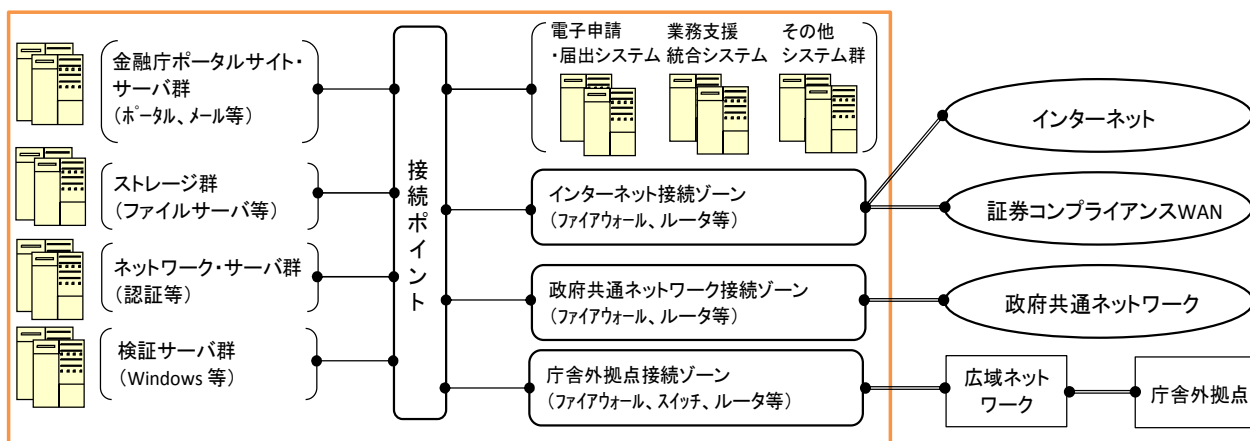 金融庁ポータルサイト・
サーバ群
(ﾎﾟｰﾀﾙ、メール等)
ストレージ群
(ファイルサーバ等)
ネットワーク・サーバ群
(認証等)
検証サーバ群
(Windows 等)
接続ポイント
電子申請
・届出システム
業務支援
統合システム
その他
システム群
インターネット接続ゾーン
(ﾌｧｲｱｳｫｰﾙ、ルータ等)
政府共通ネットワーク接続ゾーン
(ﾌｧｲｱｳｫｰﾙ、ルータ等)
庁舎外拠点接続ゾーン
(ﾌｧｲｱｳｫｰﾙ、ｽｲｯﾁ、ルータ等)
インターネット
証券コンプライアンスWAN
政府共通ネットワーク
広域ネット
ワーク
庁舎外拠点